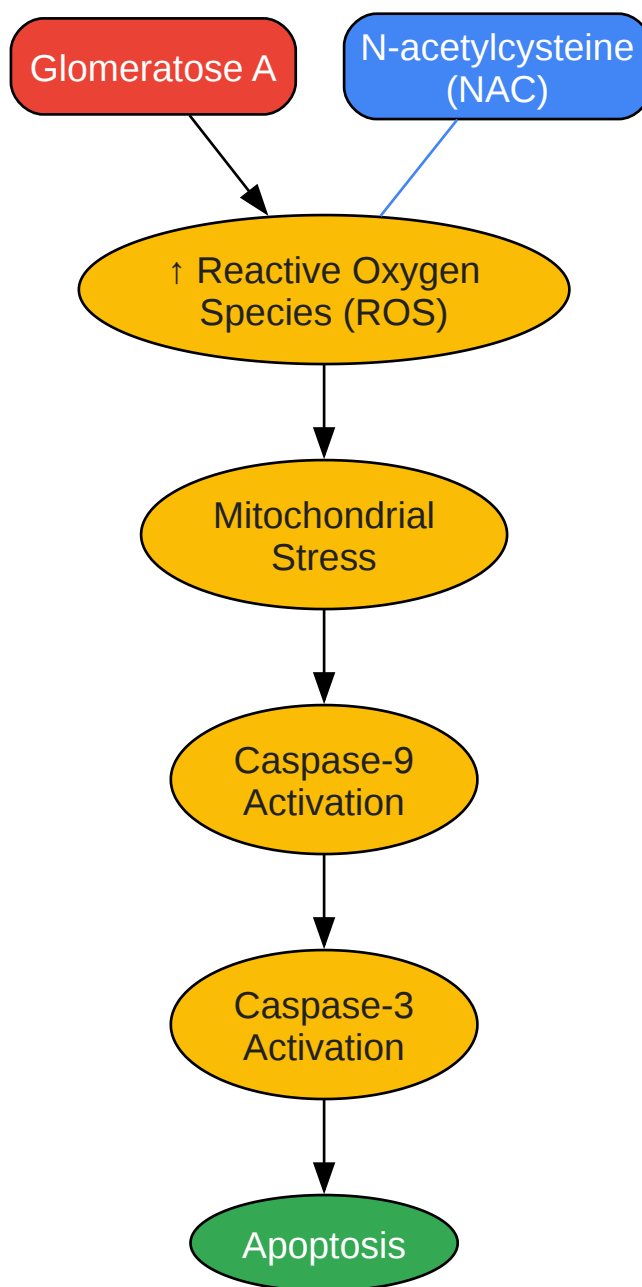 Glomeratose A
N-acetylcysteine
(NAC)
↑ Reactive Oxygen
Species (ROS)
Mitochondrial
Stress
Caspase-9
Activation
Caspase-3
Activation
Apoptosis